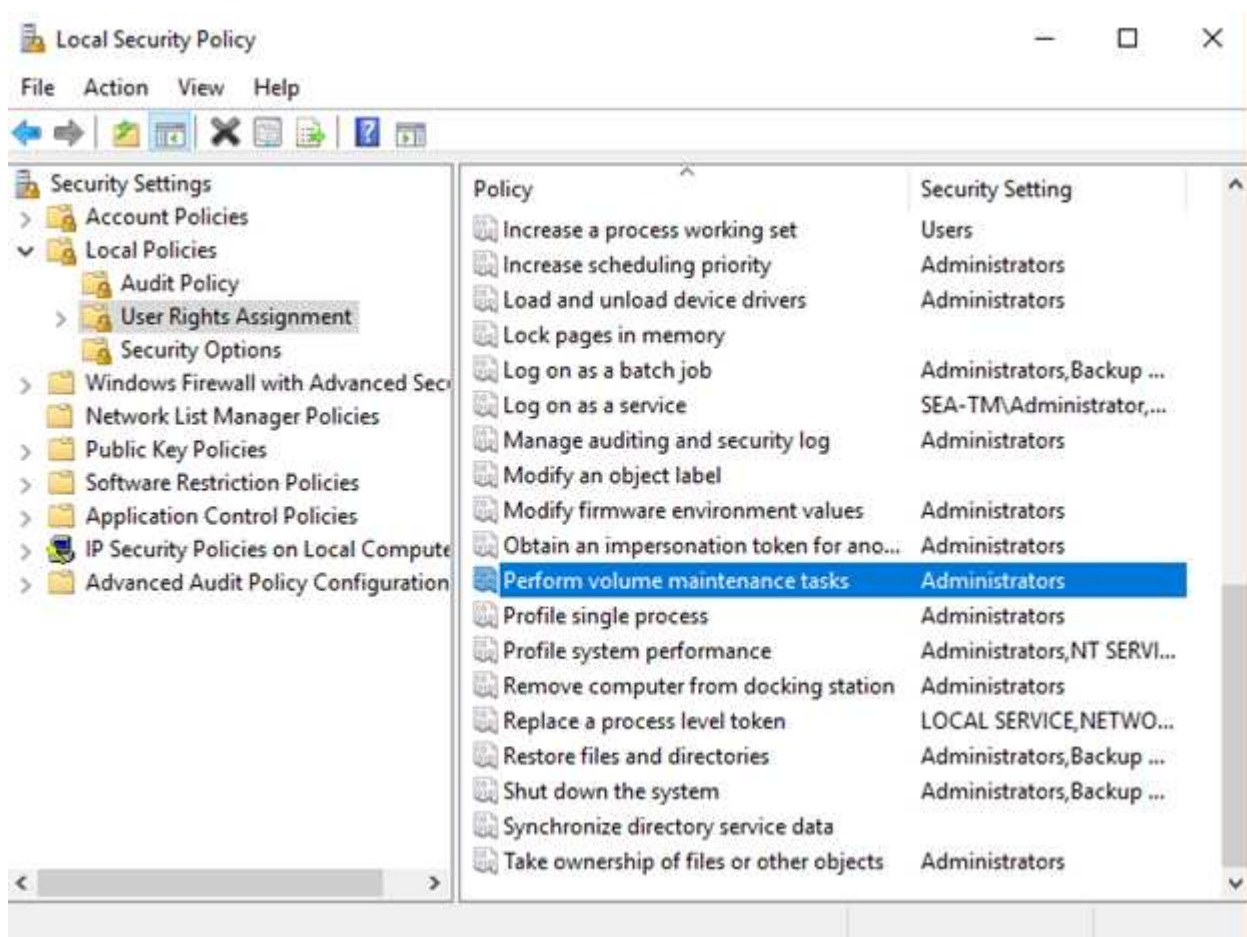 Local Security Policy
File Action View Help
Security Settings
Account Policies
Local Policies
Audit Policy
User Rights Assignment
Security Options
Windows Firewall with Advanced Secu
Network List Manager Policies
Public Key Policies
Software Restriction Policies
Application Control Policies
IP Security Policies on Local Compute
Advanced Audit Policy Configuration
Policy Security Setting
Increase a process working set Users
Increase scheduling priority Administrators
Load and unload device drivers Administrators
Lock pages in memory
Log on as a batch job Administrators,Backup ...
Log on as a service SEA-TM\Administrator,...
Manage auditing and security log Administrators
Modify an object label
Modify firmware environment values Administrators
Obtain an impersonation token for ano... Administrators
Perform volume maintenance tasks Administrators
Profile single process Administrators
Profile system performance Administrators,NT SERVI...
Remove computer from docking station Administrators
Replace a process level token LOCAL SERVICE,NETWO...
Restore files and directories Administrators,Backup ...
Shut down the system Administrators,Backup ...
Synchronize directory service data
Take ownership of files or other objects Administrators